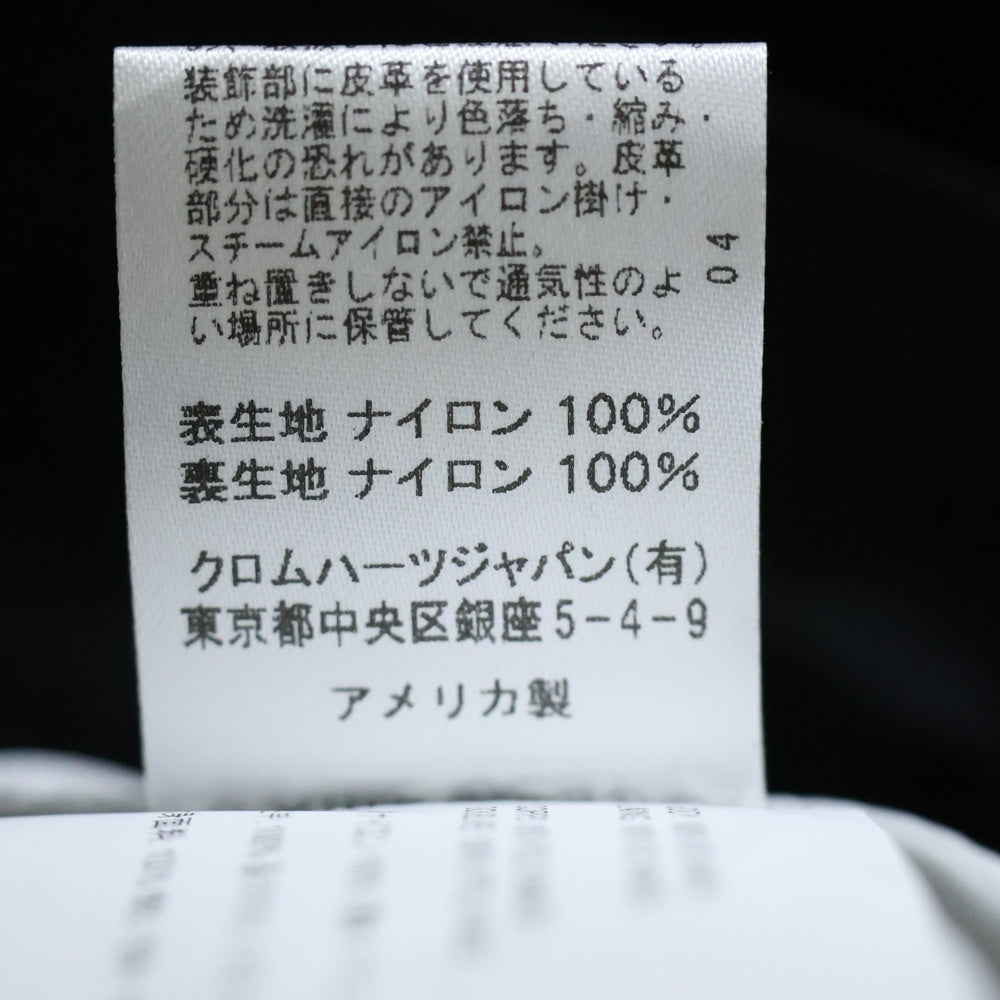 装飾部に皮革を使用している
ため洗濯により色落ち・縮み・
硬化の恐れがあります。皮革
部分は直接のアイロン掛け・
スチームアイロン禁止。
重ね置きしないで通気性のよ
い場所に保管してください。
04
表生地 ナイロン 100%
裏生地 ナイロン 100%
クロムハーツジャパン(有)
東京都中央区銀座5-4-9
アメリカ製